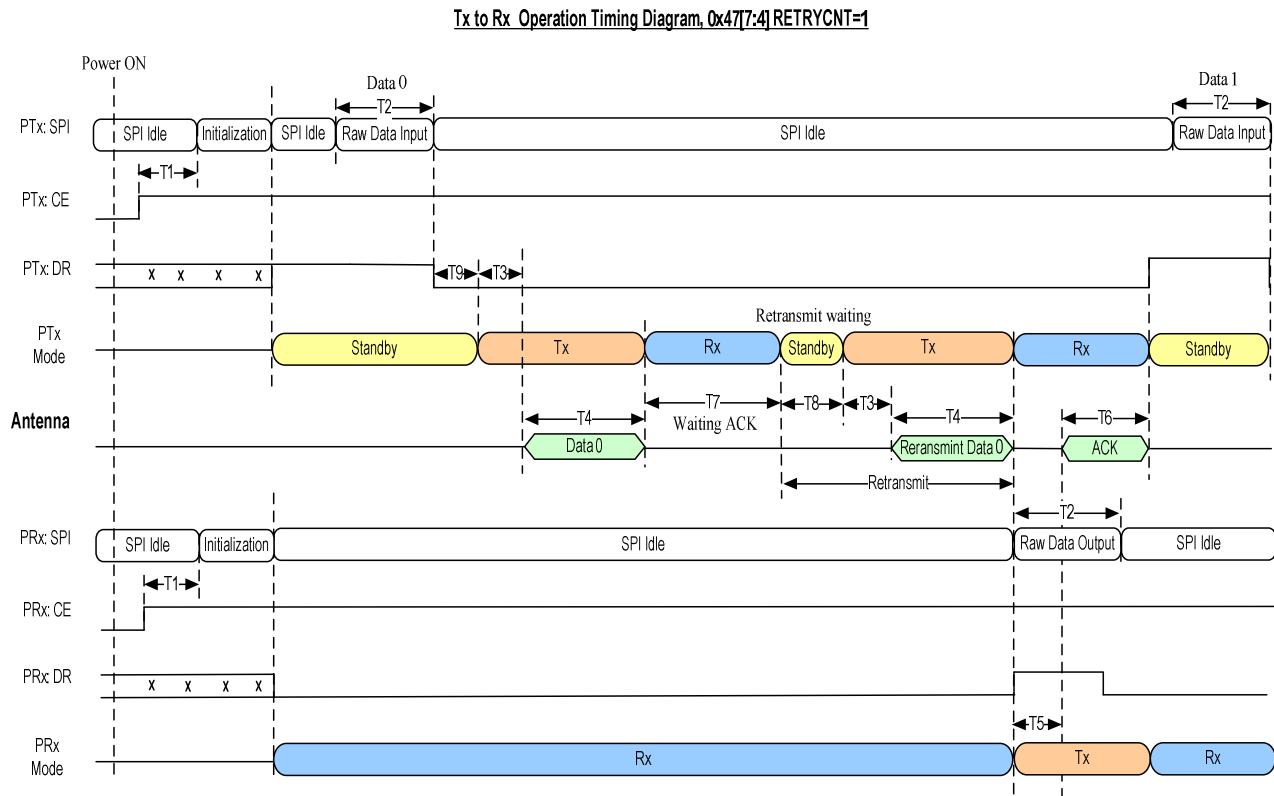 Tx to Rx Operation Timing Diagram, 0x47[7:4] RETRYCNT=1
Power ON
Data 0
Data 1
T2
T2
PTx: SPI
SPI Idle
Initialization
SPI Idle
Raw Data Input
SPI Idle
Raw Data Input
T1
PTx: CE
PTx: DR
x x x x
T9
T3
Retransmit waiting
PTx
Mode
Standby
Tx
Rx
Standby
Tx
Rx
Standby
Antenna
T4
T7
T8
T3
T4
T6
Waiting ACK
Data 0
Reransmint Data 0
ACK
Retransmit
T2
PRx: SPI
SPI Idle
Initialization
SPI Idle
Raw Data Output
SPI Idle
T1
PRx: CE
PRx: DR
x x x x
T5
PRx
Mode
Rx
Tx
Rx